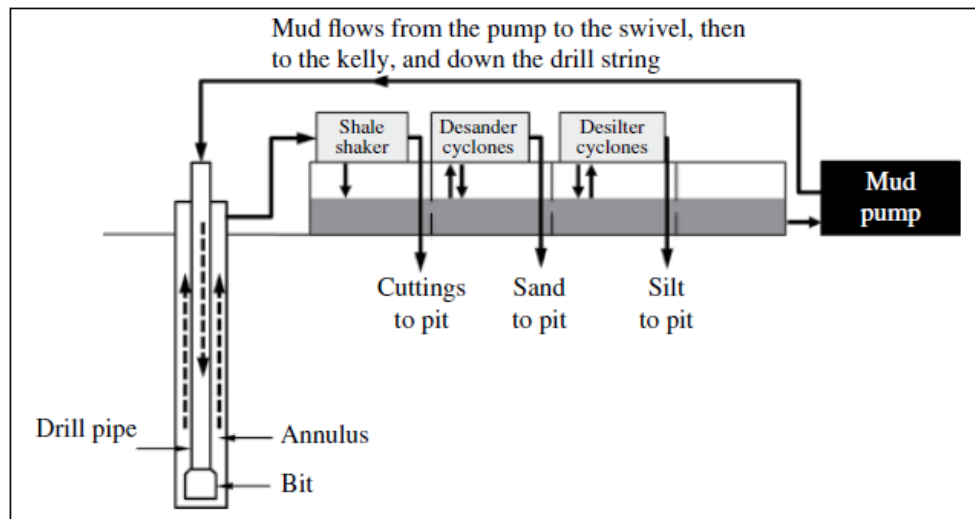 Mud flows from the pump to the swivel, then
to the kelly, and down the drill string
Shale
shaker
Desander
cyclones
Desilter
cyclones
Mud
pump
Cuttings
to pit
Sand
to pit
Silt
to pit
Drill pipe
Annulus
Bit